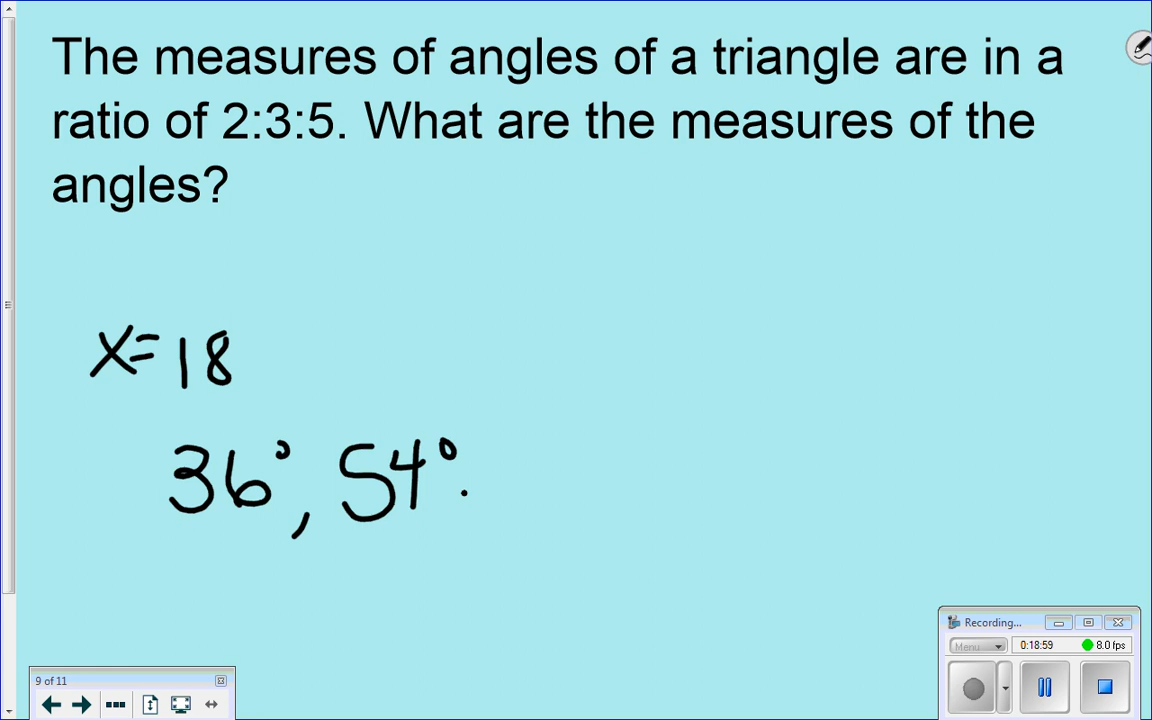 The measures of angles of a triangle are in a
ratio of 2:3:5. What are the measures of the
angles?
x=18
36°, 54°.
Recording...
Menu
0:18:59
8.0 fps
9 of 11